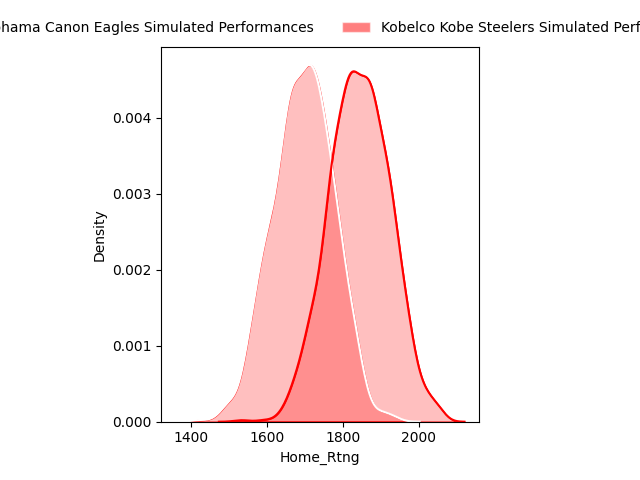 hama Canon Eagles Simulated Performances Kobelco Kobe Steelers Simulated Perf
0.004
0.003
0.002
0.001
0.000
Density
1400 1600 1800 2000
Home_Rtng